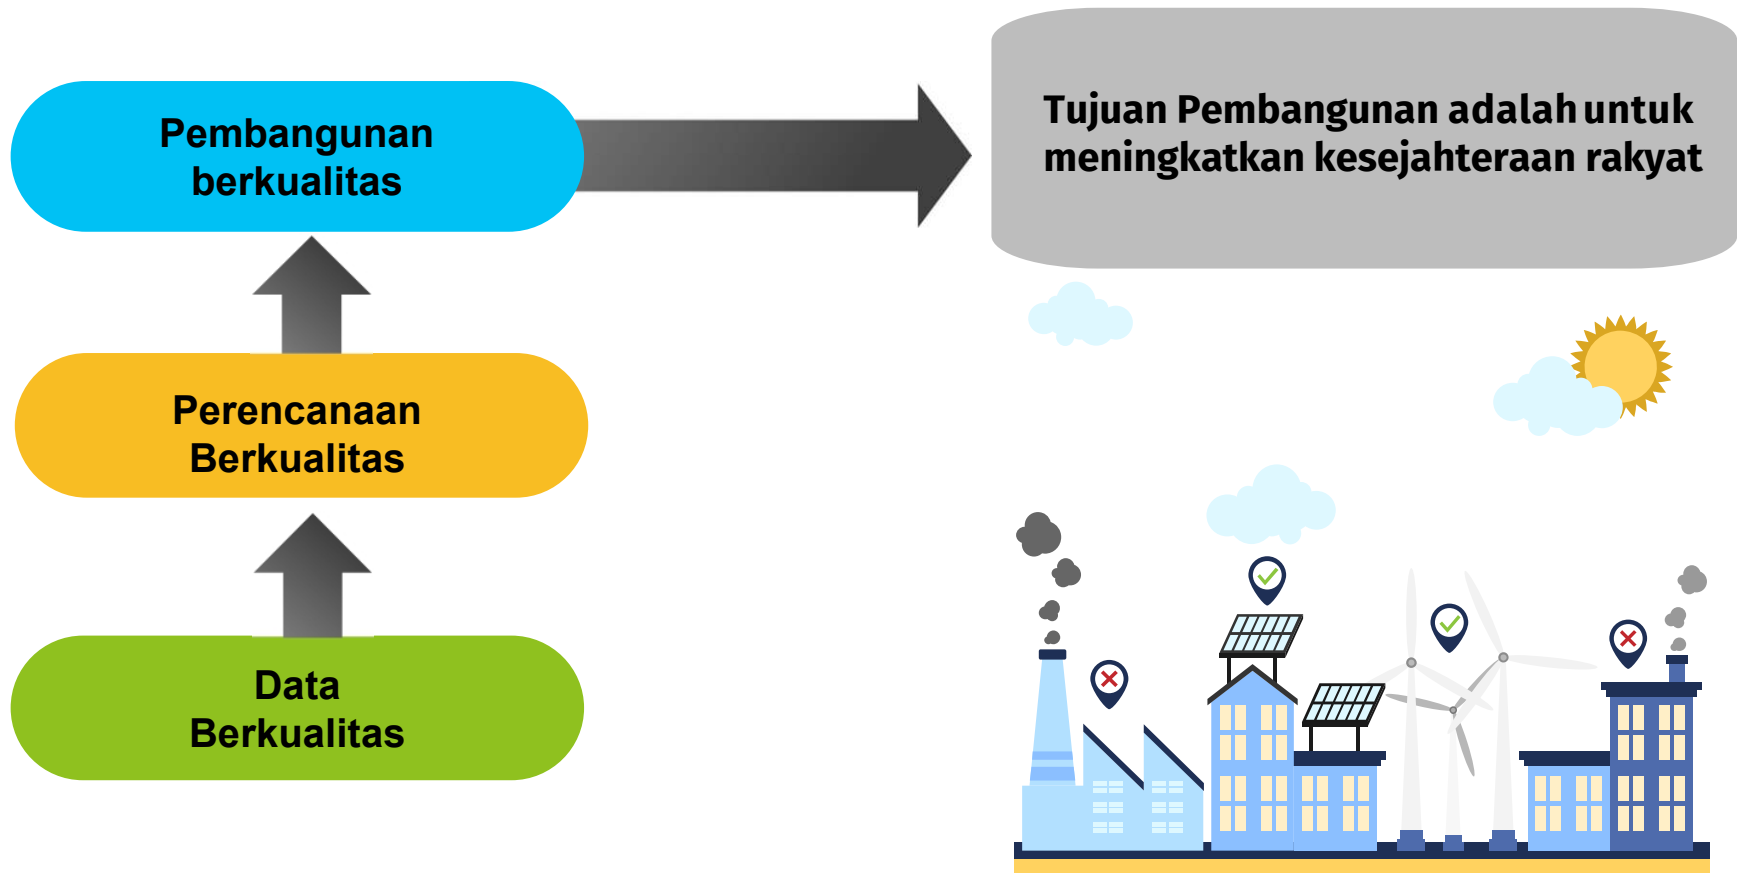 Pembangunan
berkualitas
Tujuan Pembangunan adalah untuk
meningkatkan kesejahteraan rakyat
Perencanaan
Berkualitas
Data
Berkualitas